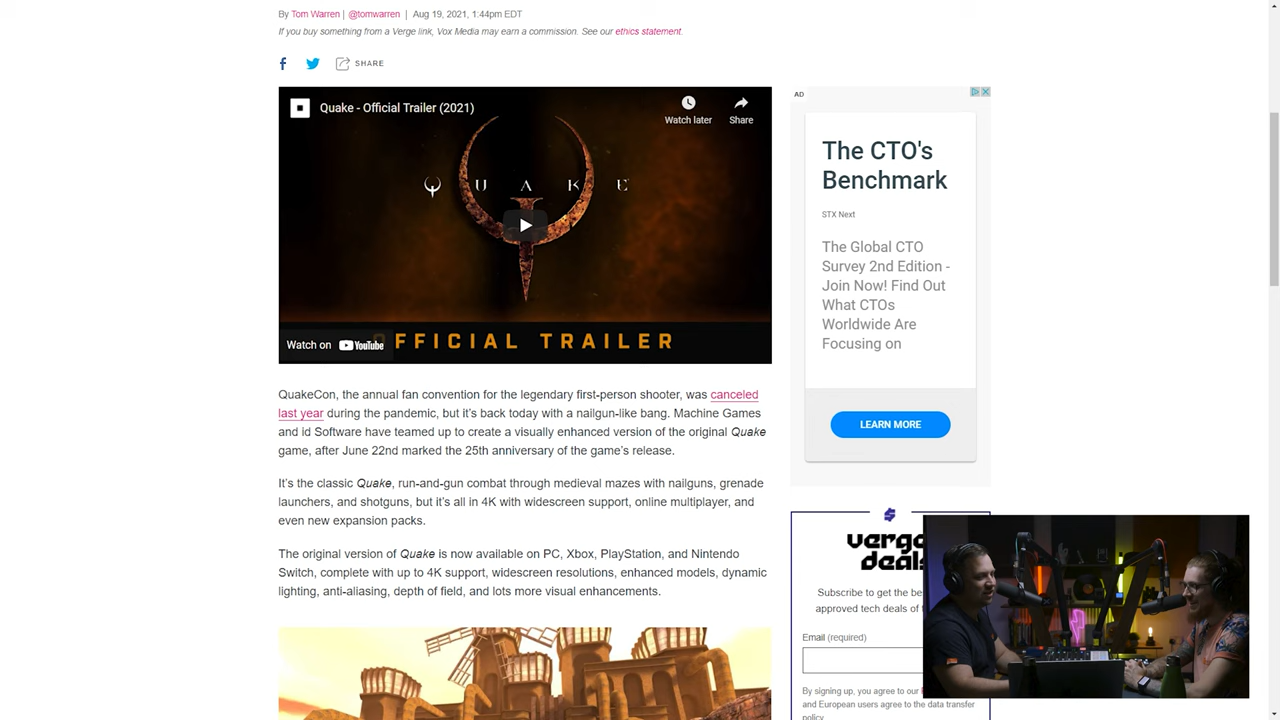 By Tom Warren | @tomwarren | Aug 19, 2021, 1:44pm EDT
If you buy something from a Verge link, Vox Media may earn a commission. See our ethics statement.
SHARE
Quake - Official Trailer (2021)
Watch later
Share
QUAKE
Watch on YouTube
FFICIAL TRAILER
QuakeCon, the annual fan convention for the legendary first-person shooter, was canceled
last year during the pandemic, but it's back today with a nailgun-like bang. Machine Games
and id Software have teamed up to create a visually enhanced version of the original Quake
game, after June 22nd marked the 25th anniversary of the game's release.
It's the classic Quake, run-and-gun combat through medieval mazes with nailguns, grenade
launchers, and shotguns, but it's all in 4K with widescreen support, online multiplayer, and
even new expansion packs.
The original version of Quake is now available on PC, Xbox, PlayStation, and Nintendo
Switch, complete with up to 4K support, widescreen resolutions, enhanced models, dynamic
lighting, anti-aliasing, depth of field, and lots more visual enhancements.
AD
The CTO's
Benchmark
STX Next
The Global CTO
Survey 2nd Edition -
Join Now! Find Out
What CTOs
Worldwide Are
Focusing on
LEARN MORE
verge
deals
Subscribe to get the be
approved tech deals of
Email (required)
By signing up, you agree to our
and European users agree to the data transfer
policy